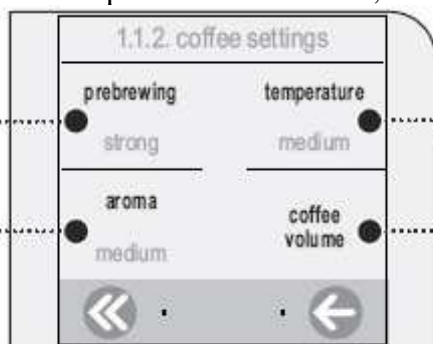 1.1.2. coffee settings
prebrewing
temperature
strong
medium
aroma
coffee
volume
medium